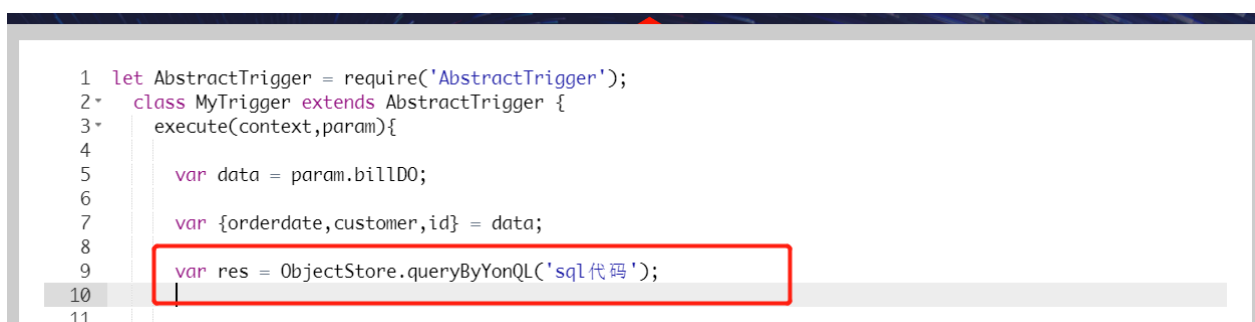 1 let AbstractTrigger = require('AbstractTrigger');
2 class MyTrigger extends AbstractTrigger {
3 execute(context,param){
4
5 var data = param.billDO;
6
7 var {orderdate,customer,id} = data;
8
9 var res = ObjectStore.queryByYonQL('sql代码');
10
11